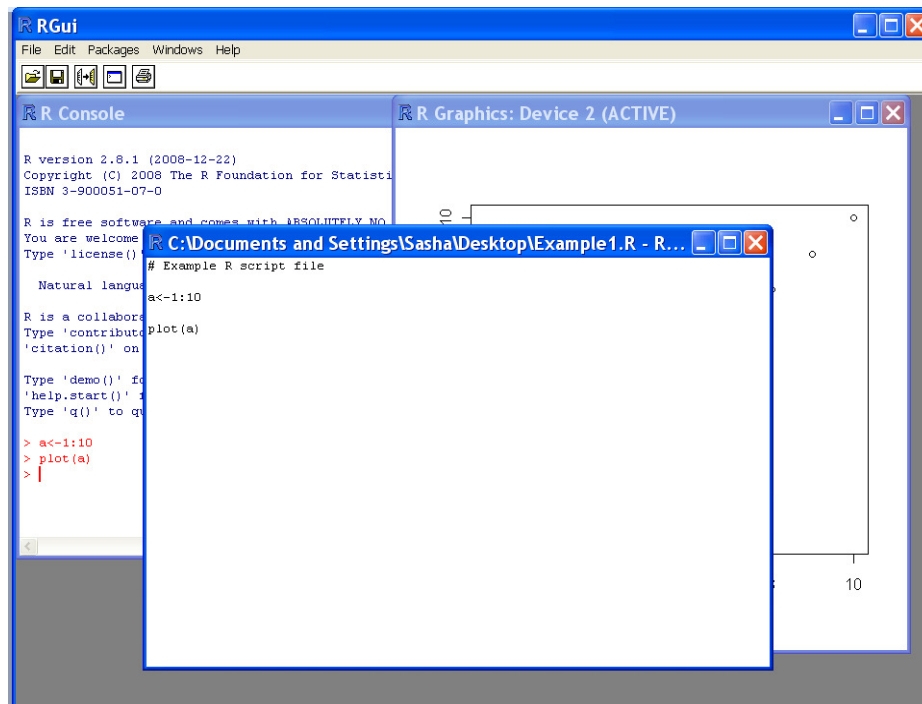 RGui
File Edit Packages Windows Help
R Console
R version 2.8.1 (2008-12-22)
Copyright (C) 2008 The R Foundation for Statisti
ISBN 3-900051-07-0
R is free software and comes with ABSOLUTELY NO
You are welcome
Type 'license()'
Natural langua
R is a collabora
Type 'contributo
'citation()' on
Type 'demo()' fo
'help.start()'
Type 'q()' to qu
> a<-1:10
> plot(a)
>
R Graphics: Device 2 (ACTIVE)
10
10
C:\Documents and Settings\Sasha\Desktop\Example1.R - R...
# Example R script file
a<-1:10
plot(a)